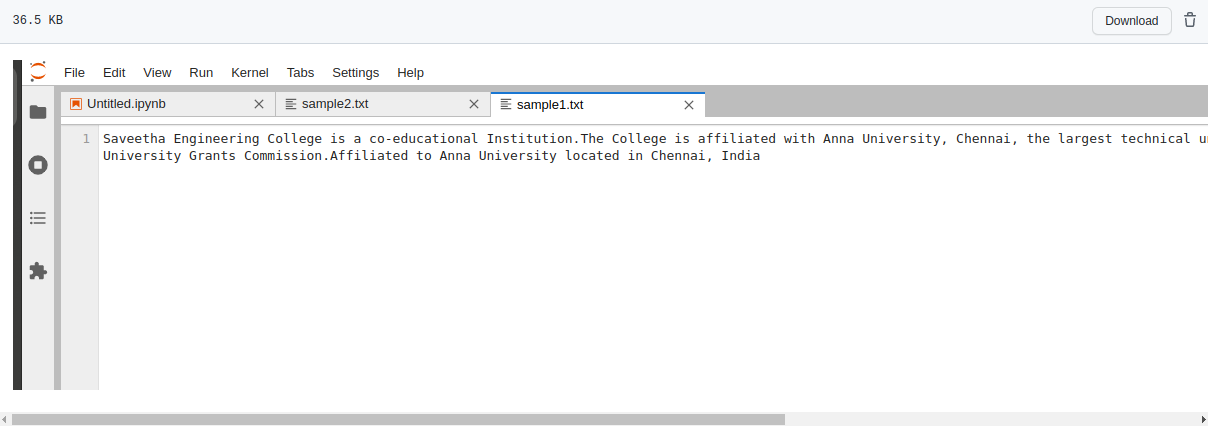 36.5 KB
Download
File Edit View Run Kernel Tabs Settings Help
Untitled.ipynb sample2.txt sample1.txt
1 Saveetha Engineering College is a co-educational Institution.The College is affiliated with Anna University, Chennai, the largest technical
University Grants Commission.Affiliated to Anna University located in Chennai, India